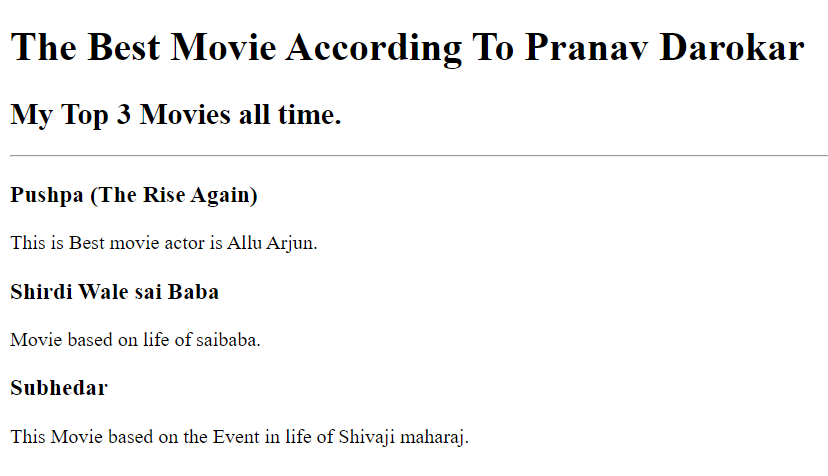 The Best Movie According To Pranav Darokar
My Top 3 Movies all time.
Pushpa (The Rise Again)
This is Best movie actor is Allu Arjun.
Shirdi Wale sai Baba
Movie based on life of saibaba.
Subhedar
This Movie based on the Event in life of Shivaji maharaj.